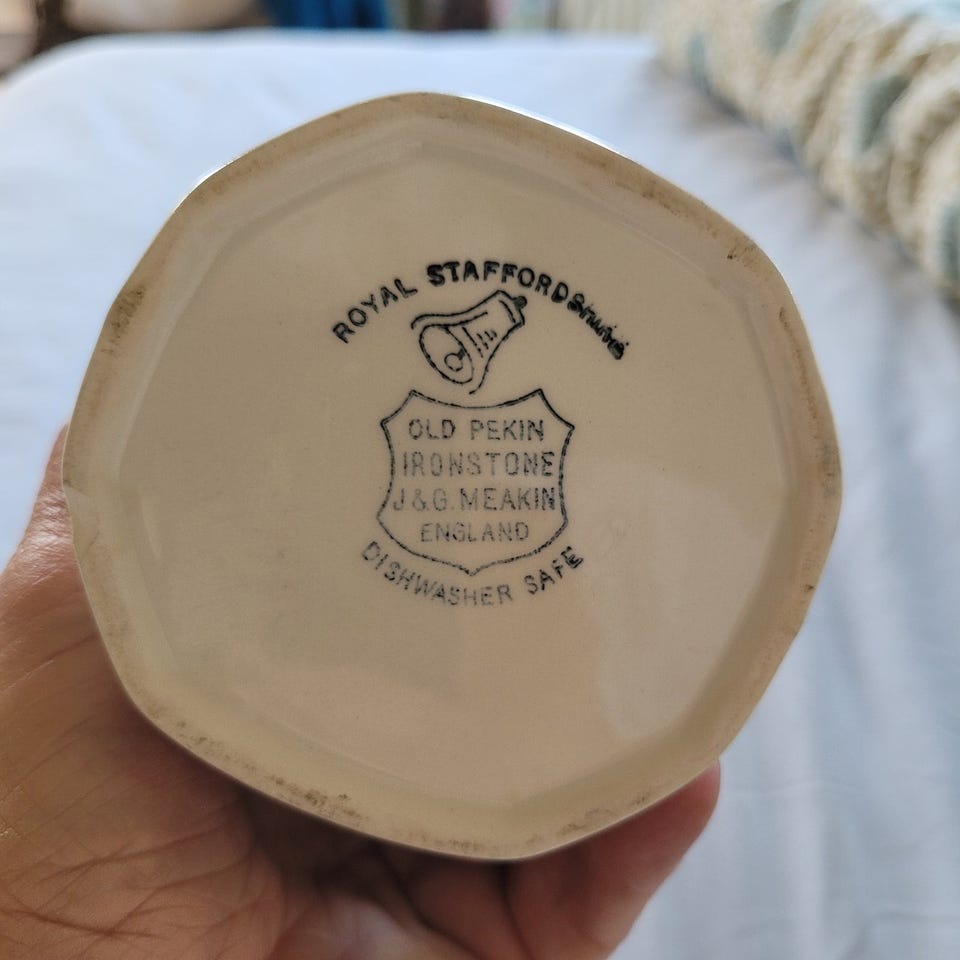 ROYAL STAFFORDSHIRE
OLD PEKIN
IRONSTONE
J.&G. MEAKIN
ENGLAND
DISHWASHER SAFE